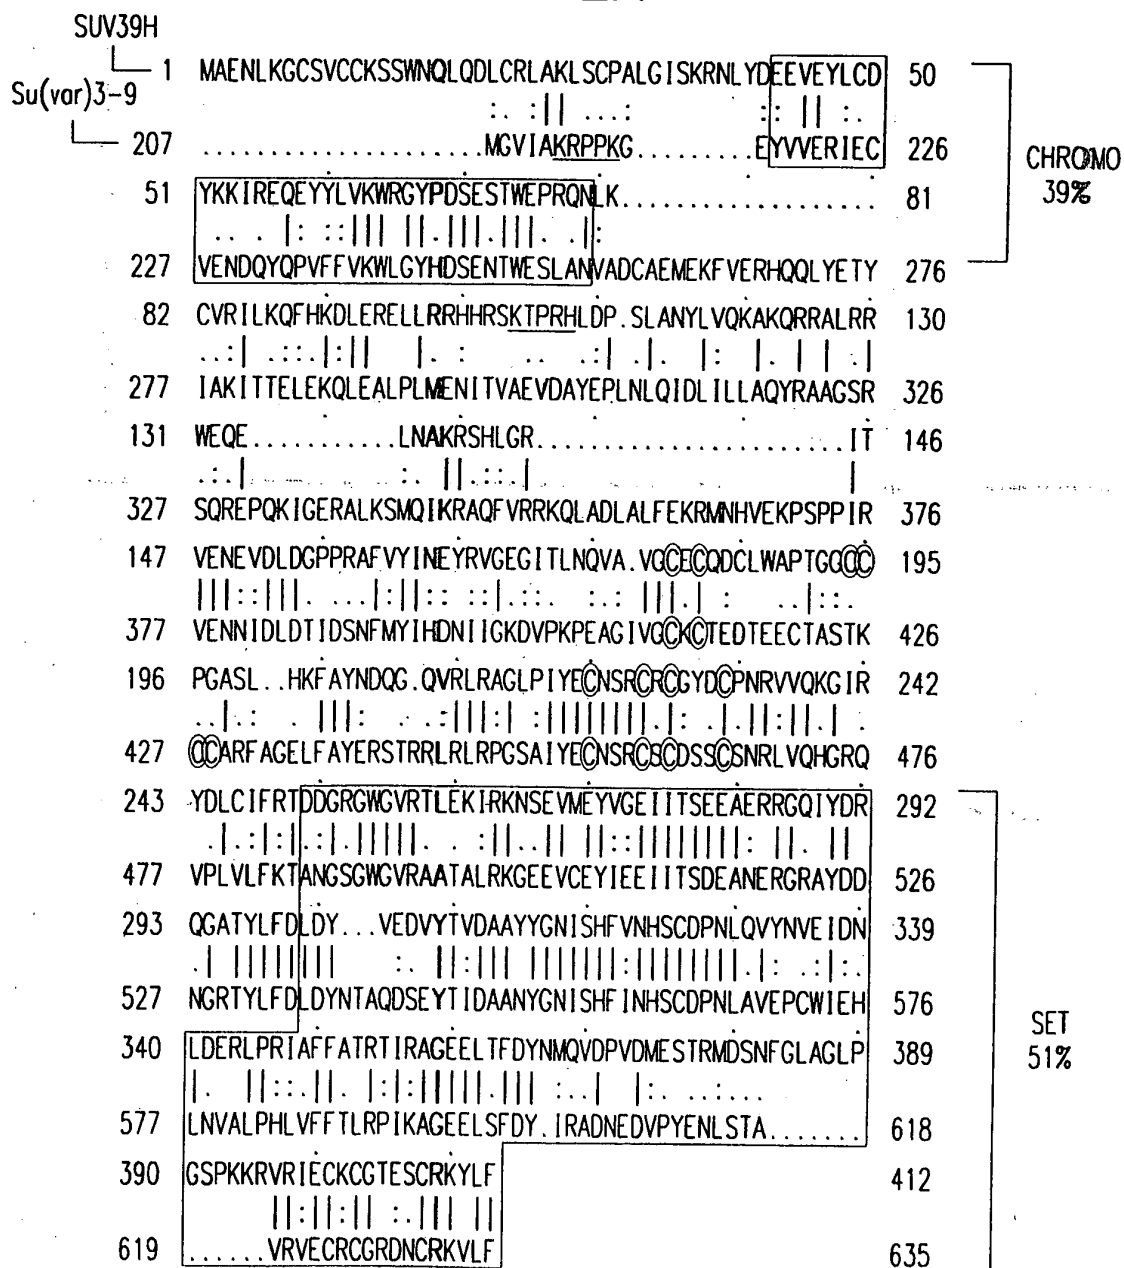 SUV39H
1 MAENLKGCSVCCKSSWNQLQDLCRLAKLSCPALGISKRNLYDEEVEYLCD 50
Su(var)3-9
:. :|| ...: :: || :.
207 .................MGVIAKRPPKG........EYVVERIEC 226
CHROMO
39%
51 YKKIREQEYYLVKWRGYPDSESTWEPRQNLK................... 81
.. . |: ::||| ||.|||.|||. .|:
227 VENDQYQPVFFVKWLGYHDSENTWESLANVADCAEMEKFVERHQQLYETY 276
82 CVRILKQFHKDLERELLRRHHRSKTPRHLDP.SLANYLVQKAKQRRALRR 130
..:| .::.|:|| |. : .. .:| .|. |: |. | | .|
277 IAKITTELEKQLEALPLMENITVAEVDAYEPLNLQIDLILLAQYRAAGSR 326
131 WEQE...........LNAKRSHLGR.......................IT 146
.:.| :. ||.::.| |
327 SQREPQKIGERALKSMQIKRAQFVRRKQLADLALFEKRMNHVEKPSPPIR 376
147 VENEVDLDGPPRAFVYINEYRVGEGITLNQVA.VGCECQDCLWAPTGGCC 195
|||::|||. ...|:||:: ::|.::. :.: |||.| : ..|::.
377 VENNIDLDTIDSNFMYIHDNIIGKDVPKPEAGIVGCKCTEDTEECTASTK 426
196 PGASL..HKFAYNDQG.QVRLRAGLPIYECNSRCRCGYDCPNRVVQKGIR 242
..|.: . |||: . .:|||:| :|||||||||.|: |.||:||.| .
427 CCARFAGELFAYERSTRRLRLRPGSAIYECNSRCSCDSSCSNRLVQHGRQ 476
243 YDLCIFRTDDGRGWGVRTLEKIRKNSEVMEYVGEIITSEEAERRGQIYDR 292
.|.:|:|.:|.|||||. . :||..|| ||::|||||||||: ||. ||
477 VPLVLFKTANGSGWGVRAATALRKGEEVCEYIEEIITSDEANERGRAYDD 526
293 QGATYLFDLDY...VEDVYTVDAAYYGNISHFVNHSCDPNLQVYNVEIDN 339
.| ||||||||| :. ||:||| |||||||:|||||||||.|: .:|:.
527 NGRTYLFDLDYNTAQDSEYTIDAANYGNISHFINHSCDPNLAVEPCWIEH 576
SET
51%
340 LDERLPRIAFFATRTIRAGEELTFDYNMQVDPVDMESTRMDSNFGLAGLP 389
|. ||::.||. |:|:|||||.||| :..| |:. ..:...
577 LNVALPHLVFFTLRPIKAGEELSFDY.IRADNEDVPYENLSTA....... 618
390 GSPKKRVRIECKCGTESCRKYLF 412
||:||:|| :.||| ||
619 ......VRVECRCGRDNCRKVLF 635